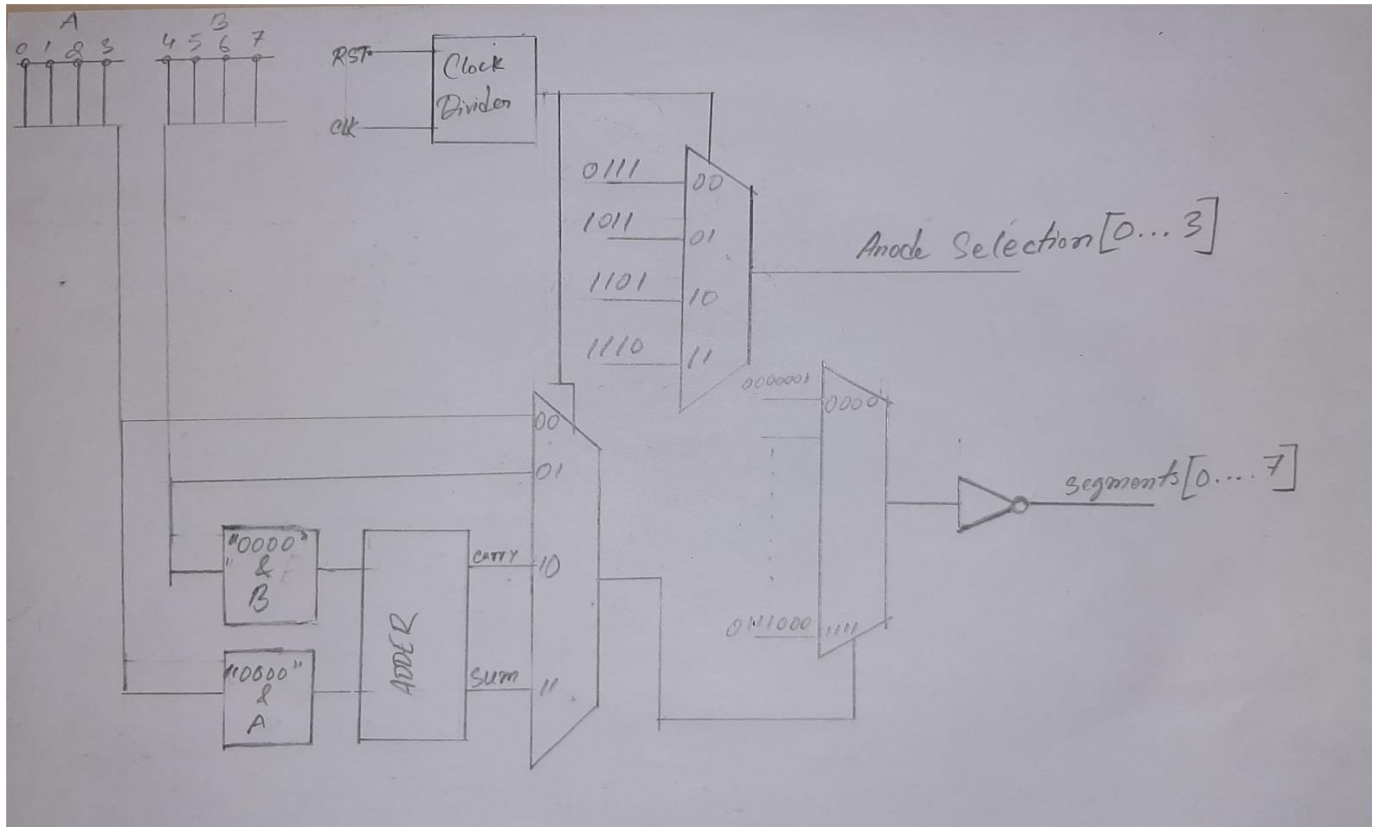 A B
0 1 2 3 4 5 6 7
RST
CLK
Clock
Divider
0111 00
1011 01
1101 10
1110 11
Anode Selection[0...3]
00
01
10
11
"0000"
&
B
"0000"
&
A
ADDER
carry
sum
0000001 0000
0111000 1111
segments[0....7]